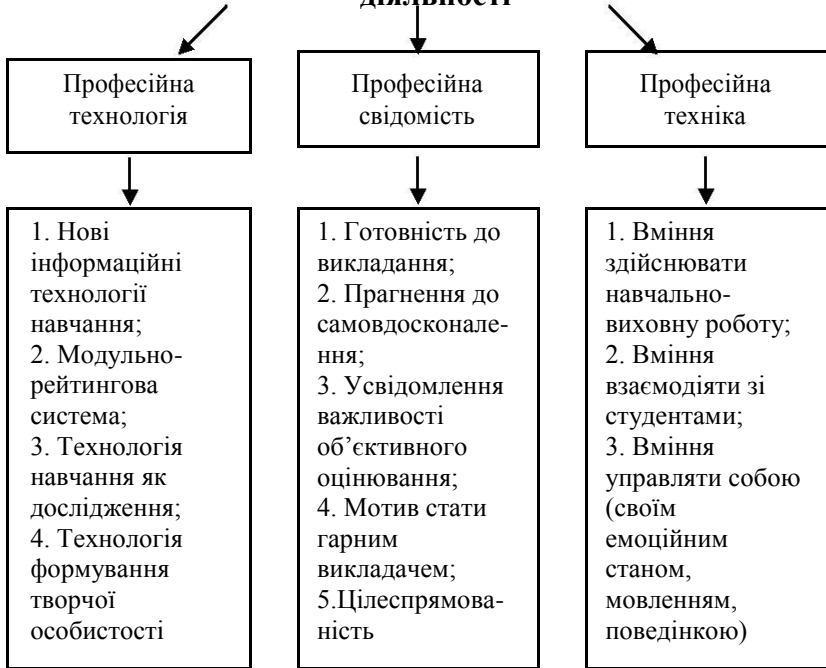 діяльності
Професійна
технологія
Професійна
свідомість
Професійна
техніка
1. Нові
інформаційні
технології
навчання;
2. Модульно-
рейтингова
система;
3. Технологія
навчання як
дослідження;
4. Технологія
формування
творчої
особистості
1. Готовність до
викладання;
2. Прагнення до
самовдосконале-
ння;
3. Усвідомлення
важливості
об’єктивного
оцінювання;
4. Мотив стати
гарним
викладачем;
5.Цілеспрямова-
ність
1. Вміння
здійснювати
навчально-
виховну роботу;
2. Вміння
взаємодіяти зі
студентами;
3. Вміння
управляти собою
(своїм
емоційним
станом,
мовленням,
поведінкою)